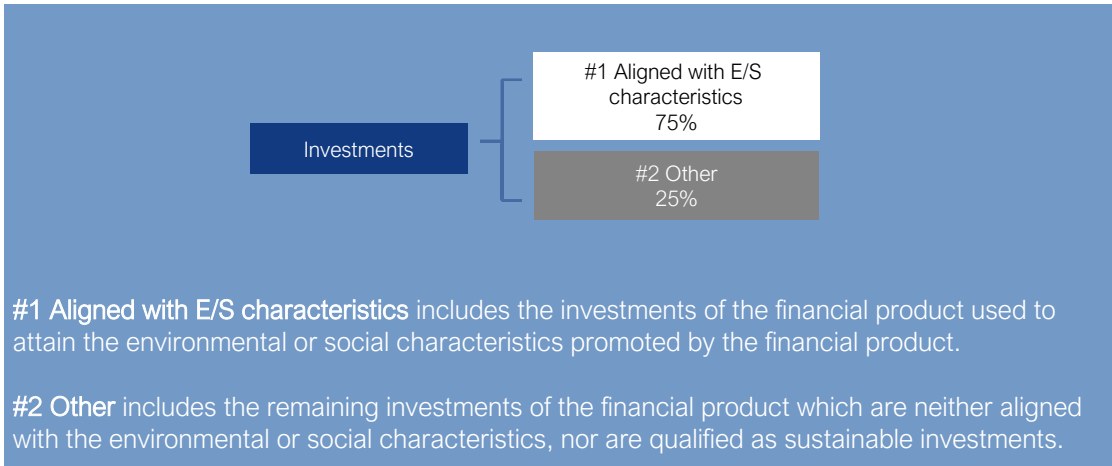 #1 Aligned with E/S
characteristics
75%
Investments
#2 Other
25%
#1 Aligned with E/S characteristics includes the investments of the financial product used to
attain the environmental or social characteristics promoted by the financial product.
#2 Other includes the remaining investments of the financial product which are neither aligned
with the environmental or social characteristics, nor are qualified as sustainable investments.